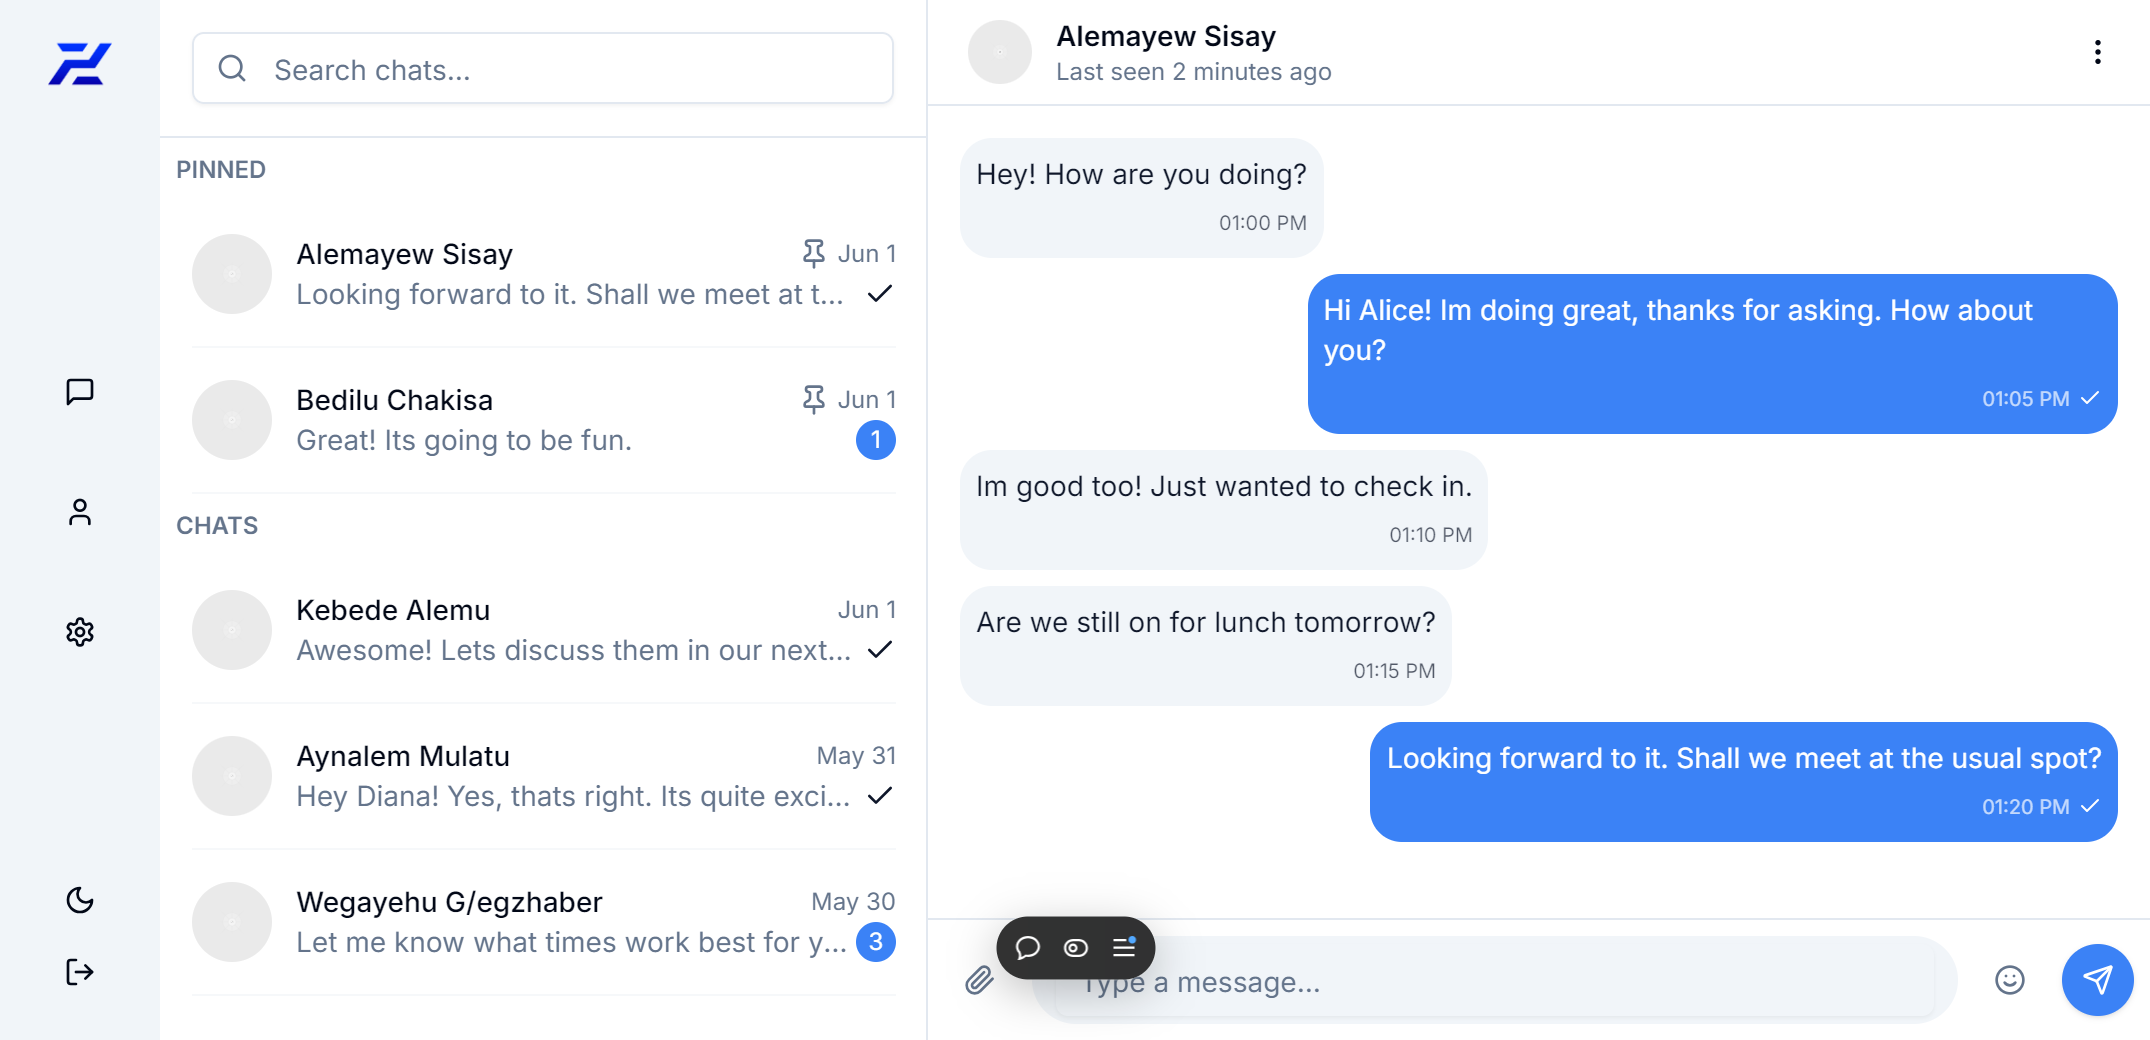 Search chats...
PINNED
Alemayew Sisay
Jun 1
Looking forward to it. Shall we meet at t...
Bedilu Chakisa
Jun 1
Great! Its going to be fun.
1
CHATS
Kebede Alemu
Jun 1
Awesome! Lets discuss them in our next...
Aynalem Mulatu
May 31
Hey Diana! Yes, thats right. Its quite exci...
Wegayehu G/egzhaber
May 30
Let me know what times work best for y...
3
Alemayew Sisay
Last seen 2 minutes ago
Hey! How are you doing?
01:00 PM
Hi Alice! Im doing great, thanks for asking. How about
you?
01:05 PM
Im good too! Just wanted to check in.
01:10 PM
Are we still on for lunch tomorrow?
01:15 PM
Looking forward to it. Shall we meet at the usual spot?
01:20 PM
Type a message...